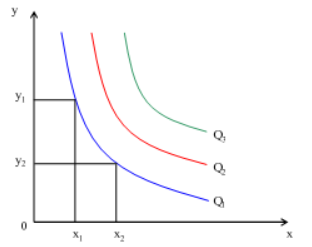 y
y₁
y₂
0
x₁
x₂
x
Q₃
Q₂
Q₁